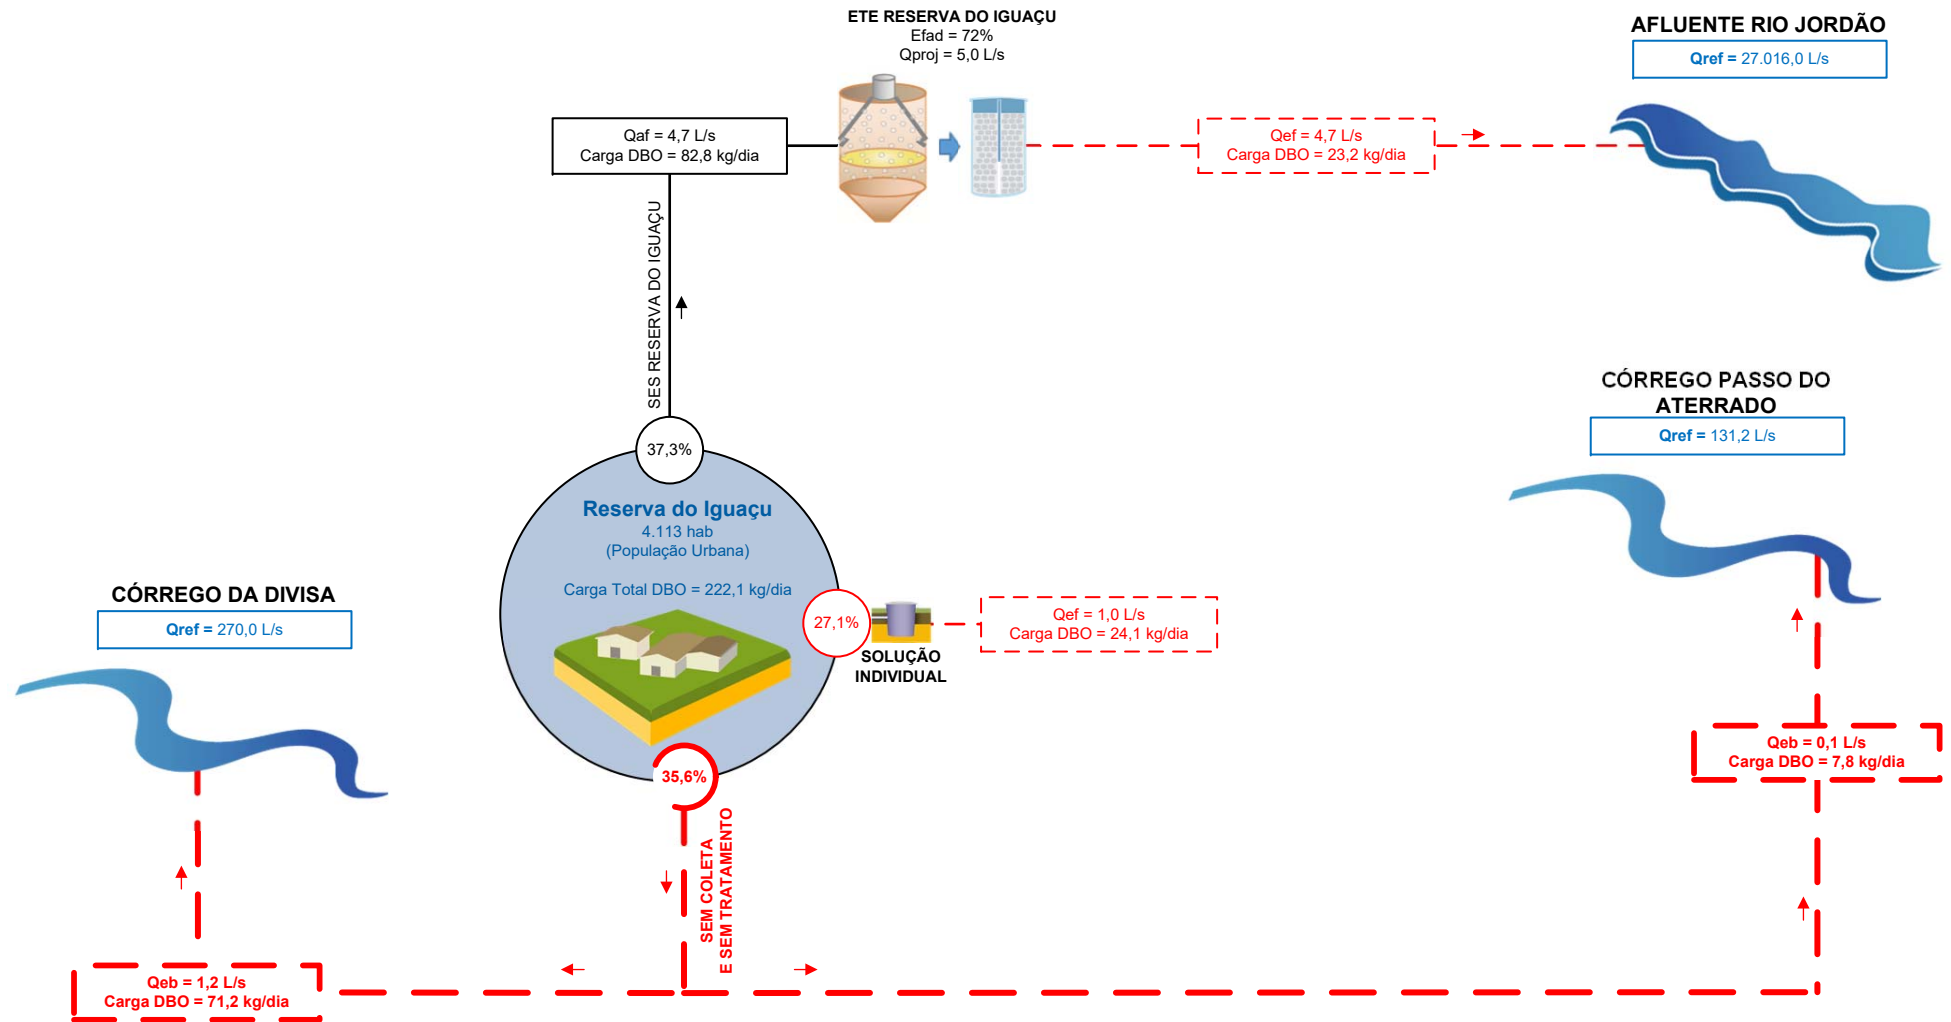 ETE RESERVA DO IGUAÇU
Efad = 72%
Qproj = 5,0 L/s
AFLUENTE RIO JORDÃO
Qref = 27.016,0 L/s
Qaf = 4,7 L/s
Carga DBO = 82,8 kg/dia
Qef = 4,7 L/s
Carga DBO = 23,2 kg/dia
SES RESERVA DO IGUAÇU
CÓRREGO PASSO DO
ATERRADO
Qref = 131,2 L/s
37,3%
Reserva do Iguaçu
4.113 hab
(População Urbana)
Carga Total DBO = 222,1 kg/dia
27,1%
SOLUÇÃO
INDIVIDUAL
Qef = 1,0 L/s
Carga DBO = 24,1 kg/dia
CÓRREGO DA DIVISA
Qref = 270,0 L/s
35,6%
SEM COLETA
E SEM TRATAMENTO
Qeb = 0,1 L/s
Carga DBO = 7,8 kg/dia
Qeb = 1,2 L/s
Carga DBO = 71,2 kg/dia